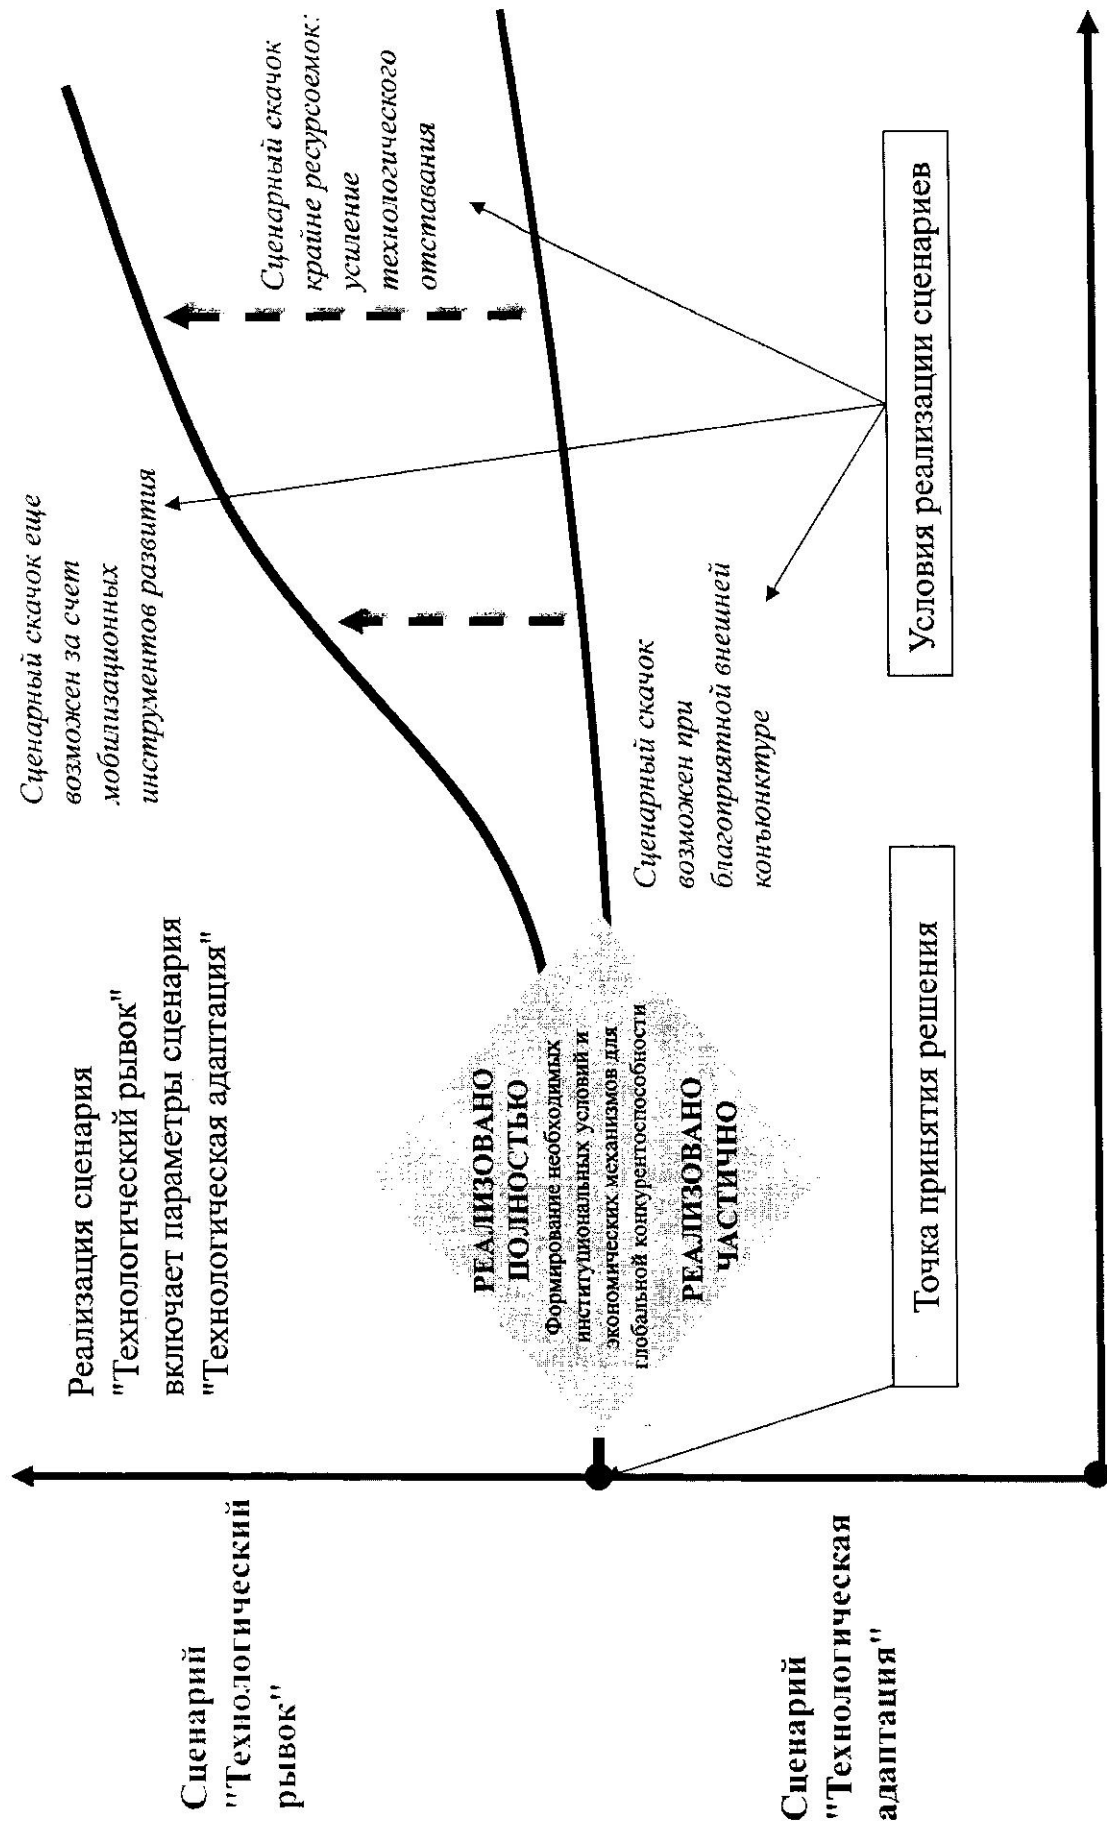 Сценарий
"Технологический
рывок"
Сценарий
"Технологическая
адаптация"
Реализация сценария
"Технологический рывок"
включает параметры сценария
"Технологическая адаптация"
РЕАЛИЗОВАНО
ПОЛНОСТЬЮ
Формирование необходимых
институциональных условий и
экономических механизмов для
глобальной конкурентоспособности
РЕАЛИЗОВАНО
ЧАСТИЧНО
Точка принятия решения
Сценарный скачок еще
возможен за счет
мобилизационных
инструментов развития
Сценарный скачок
возможен при
благоприятной внешней
конъюнктуре
Сценарный скачок
крайне ресурсоемок:
усиление
технологического
отставания
Условия реализации сценариев